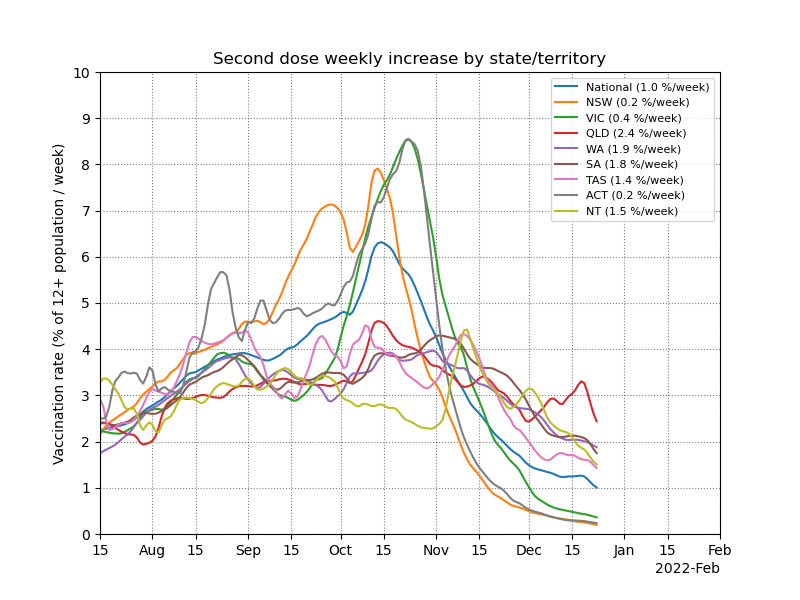 Second dose weekly increase by state/territory
Vaccination rate (% of 12+ population / week)
10
9
8
7
6
5
4
3
2
1
0
National (1.0 %/week)
NSW (0.2 %/week)
VIC (0.4 %/week)
QLD (2.4 %/week)
WA (1.9 %/week)
SA (1.8 %/week)
TAS (1.4 %/week)
ACT (0.2 %/week)
NT (1.5 %/week)
15 Aug 15 Sep 15 Oct 15 Nov 15 Dec 15 Jan 15 Feb
2022-Feb